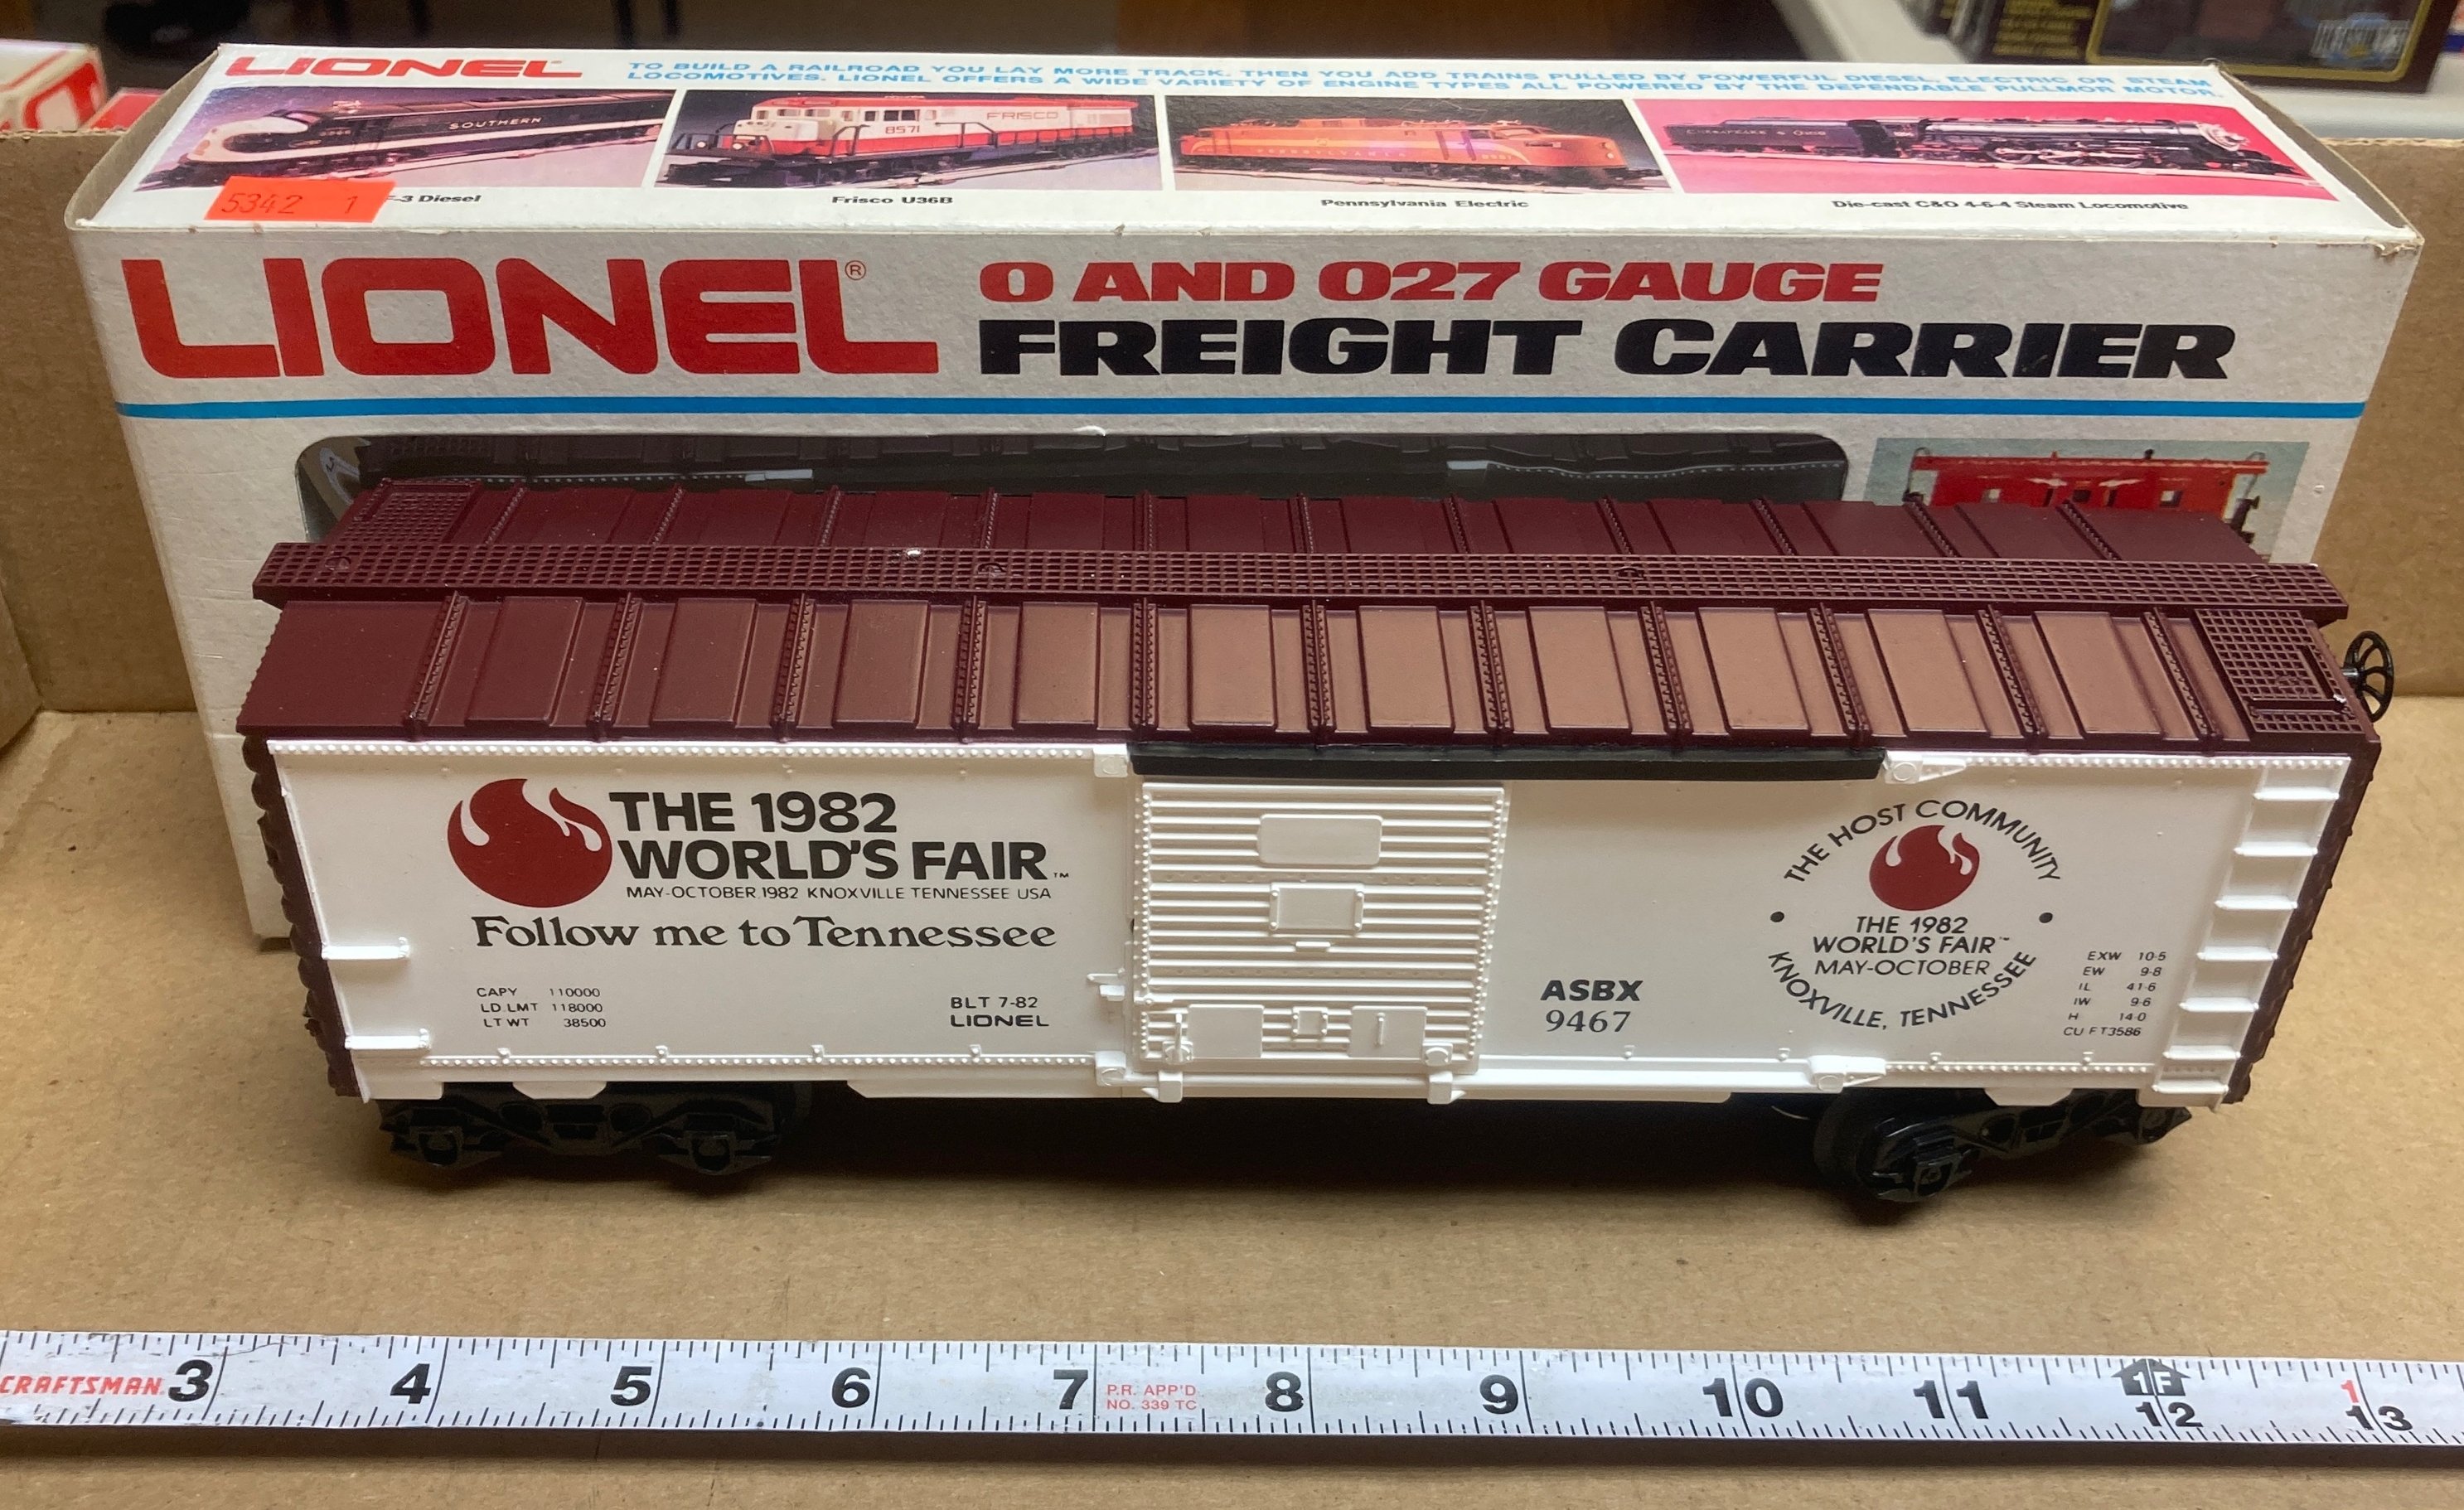 LIONEL
TO BUILD A RAILROAD YOU LAY MORE TRACK. THEN YOU ADD TRAINS PULLED BY POWERFUL DIESEL, ELECTRIC OR STEAM
LOCOMOTIVES. LIONEL OFFERS A WIDE VARIETY OF ENGINE TYPES ALL POWERED BY THE DEPENDABLE PULLMOR MOTOR.
SOUTHERN
FRISCO
8571
CHESAPEAKE & OHIO
5342 1
F-3 Diesel
Frisco U36B
Pennsylvania Electric
Die-cast C&O 4-6-4 Steam Locomotive
LIONEL®
O AND 027 GAUGE
FREIGHT CARRIER
THE 1982
WORLD'S FAIR™
MAY-OCTOBER 1982 KNOXVILLE TENNESSEE USA
Follow me to Tennessee
CAPY 110000
LD LMT 118000
LT WT 38500
BLT 7-82
LIONEL
ASBX
9467
THE HOST COMMUNITY
THE 1982
WORLD'S FAIR™
MAY-OCTOBER
KNOXVILLE, TENNESSEE
EXW 10-5
EW 9-8
IL 41-6
IW 9-6
H 14-0
CU FT 3586
CRAFTSMAN
3 4 5 6 7 8 9 10 11 12 13
P.R. APP'D
NO. 339 TC
1F
1